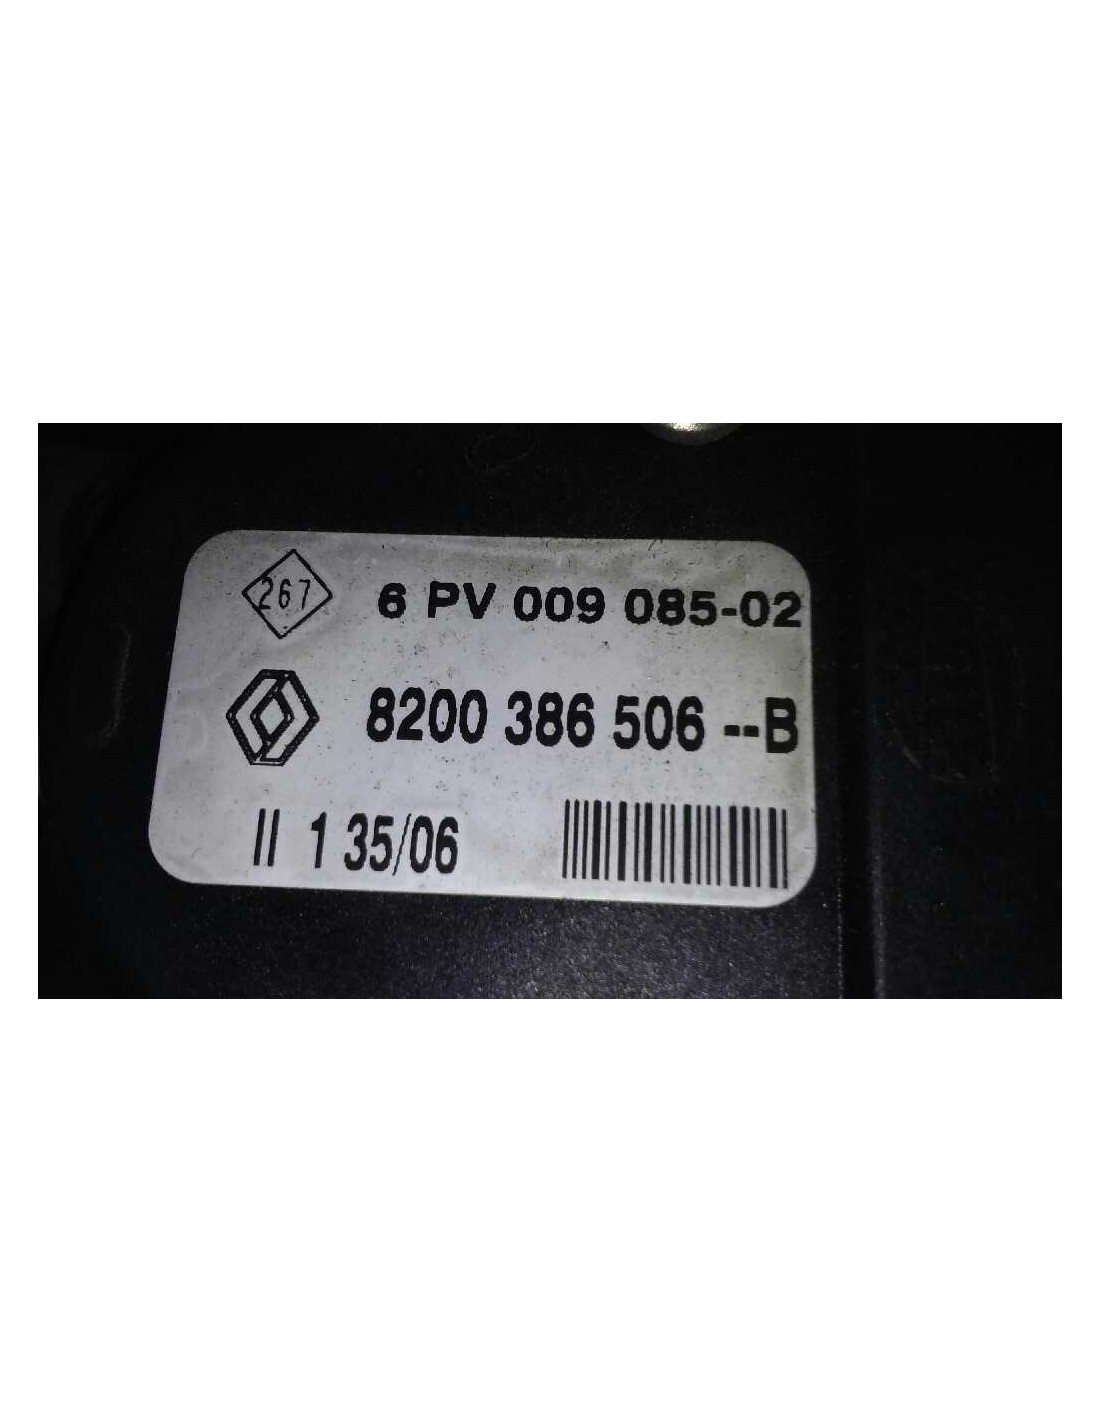 267
6 PV 009 085-02
8200 386 506 --B
II 1 35/06